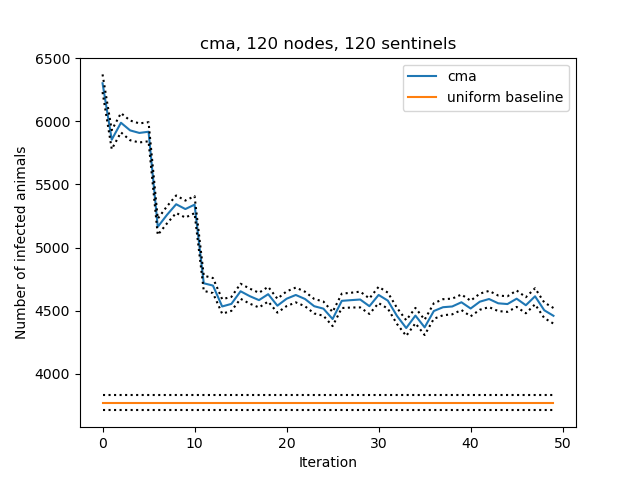 cma, 120 nodes, 120 sentinels
cma
uniform baseline
6500
6000
5500
5000
4500
4000
Number of infected animals
0 10 20 30 40 50
Iteration